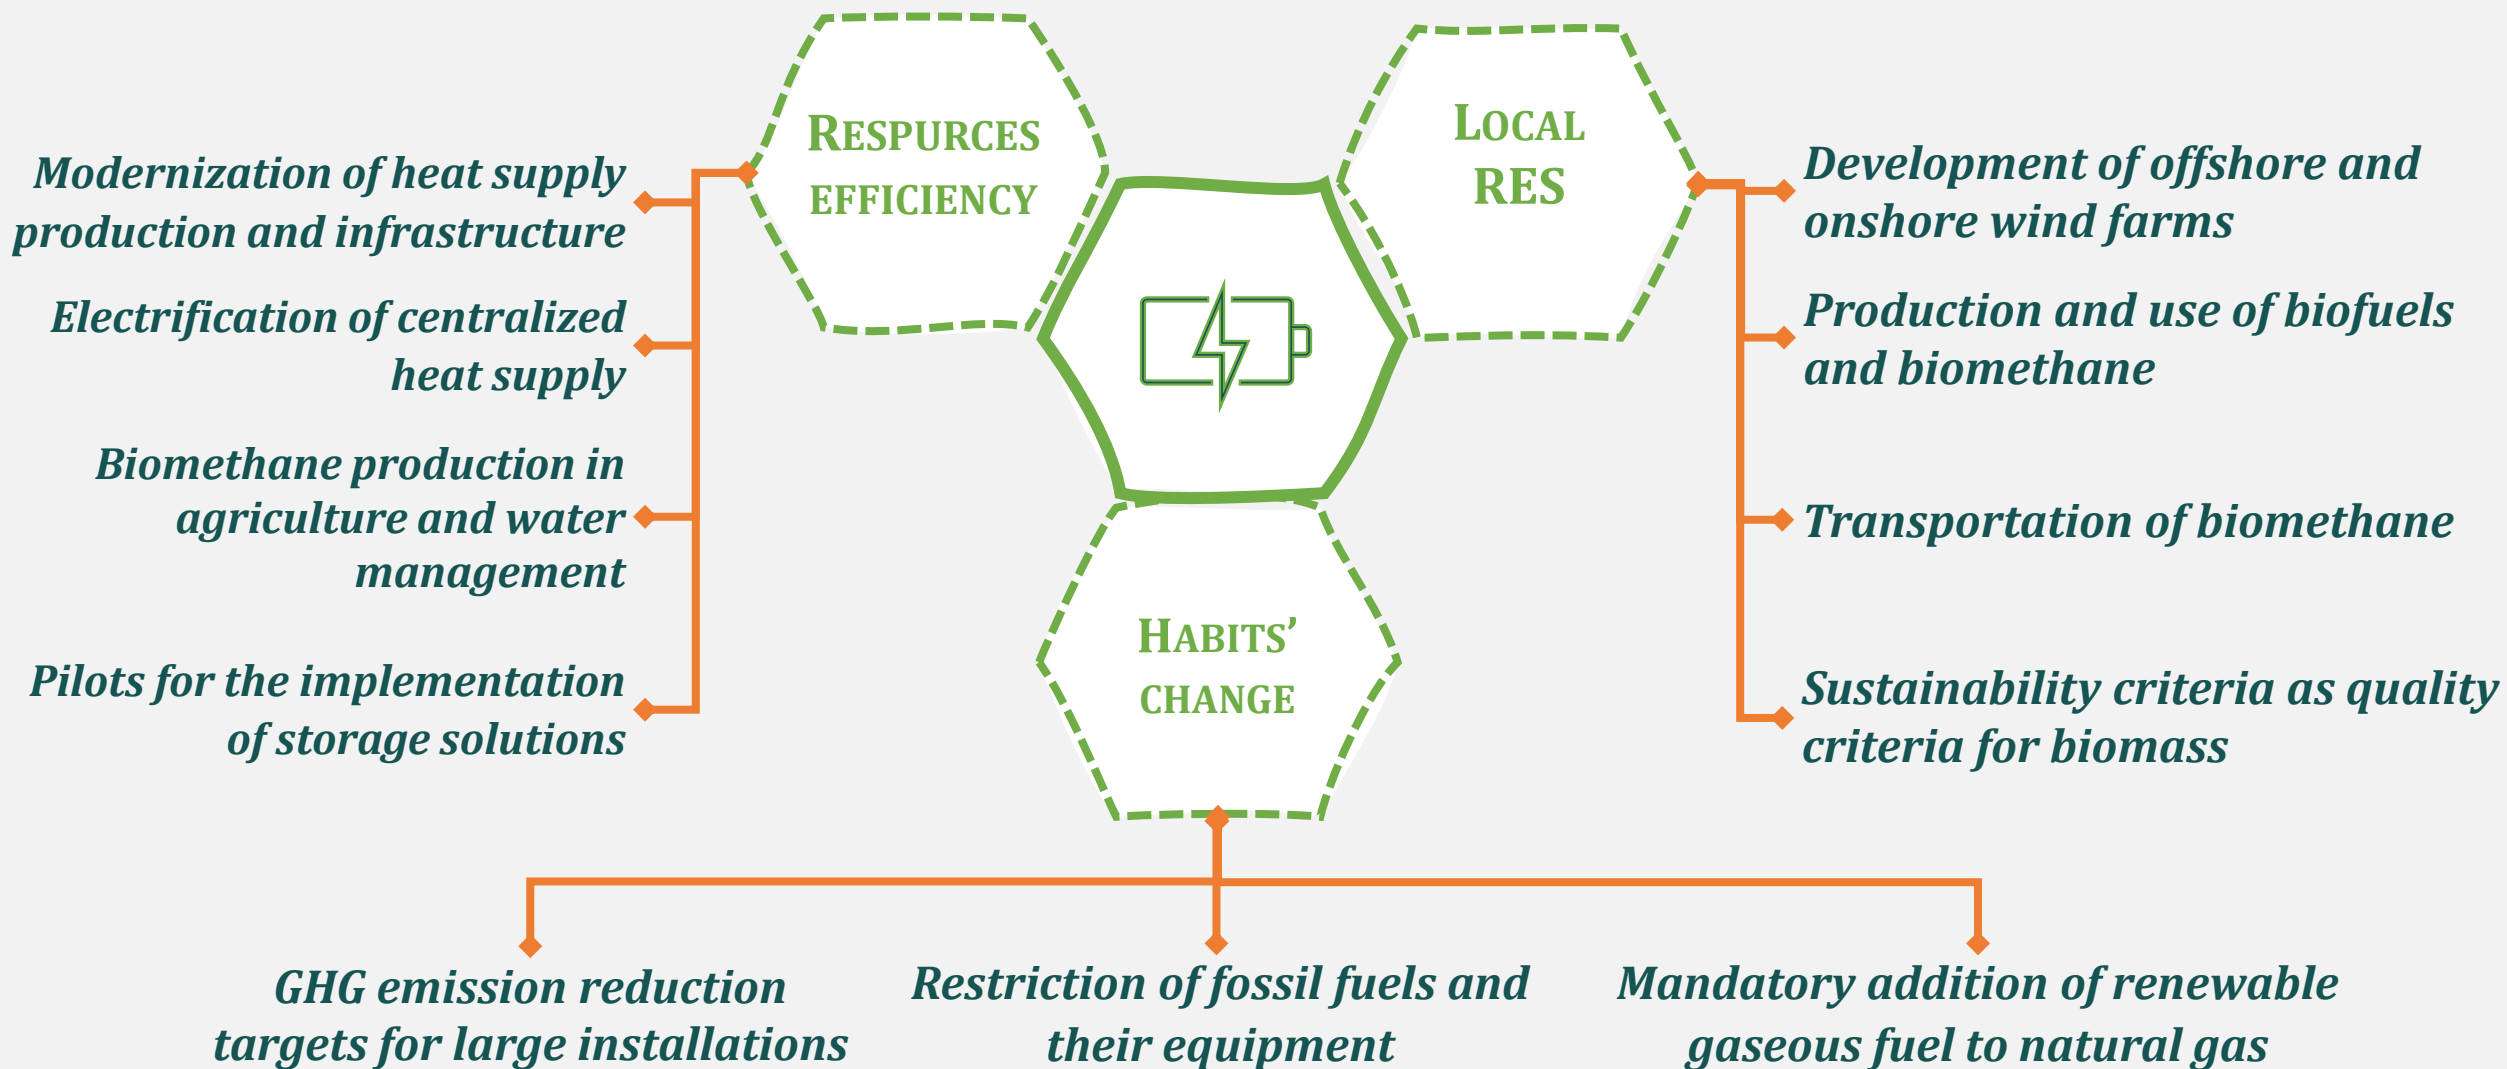 RESPURCES
EFFICIENCY
Modernization of heat supply
production and infrastructure
Electrification of centralized
heat supply
Biomethane production in
agriculture and water
management
Pilots for the implementation
of storage solutions
LOCAL
RES
Development of offshore and
onshore wind farms
Production and use of biofuels
and biomethane
Transportation of biomethane
Sustainability criteria as quality
criteria for biomass
HABITS’
CHANGE
GHG emission reduction
targets for large installations
Restriction of fossil fuels and
their equipment
Mandatory addition of renewable
gaseous fuel to natural gas